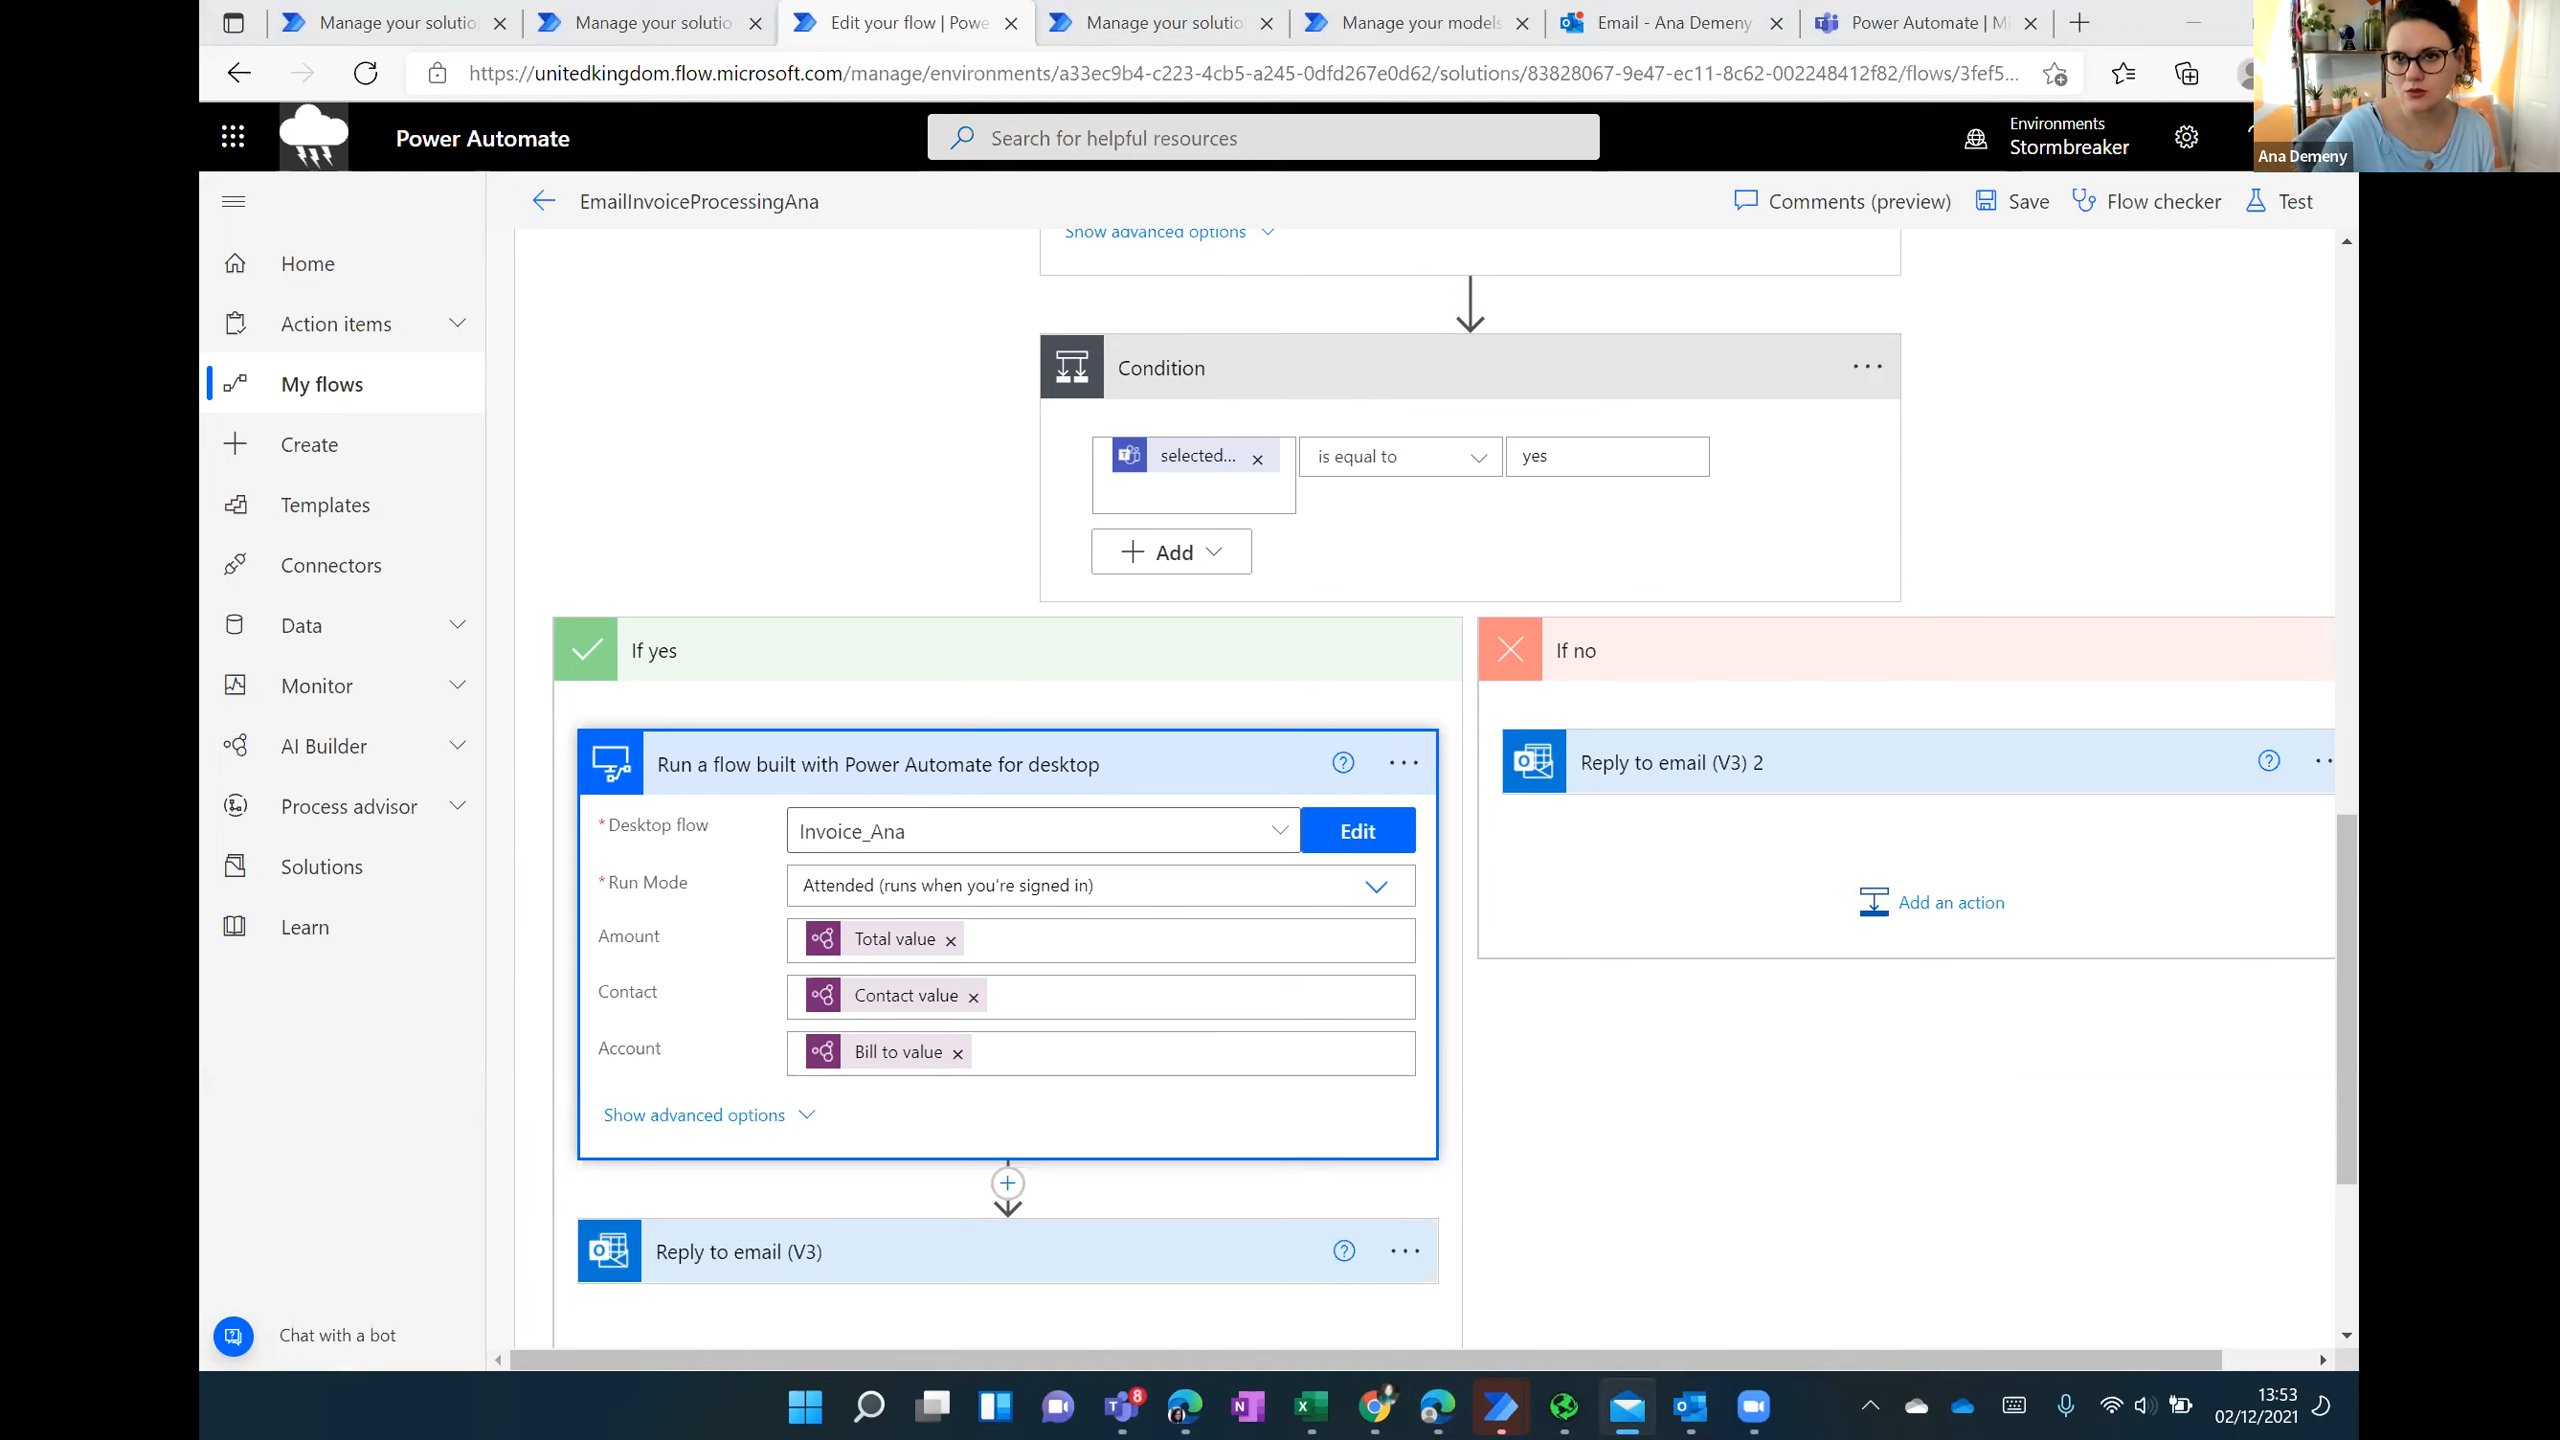 Manage your solutio
Manage your solutio
Edit your flow | Powe
Manage your solutio
Manage your models
Email - Ana Demeny
Power Automate | Mi
https://unitedkingdom.flow.microsoft.com/manage/environments/a33ec9b4-c223-4cb5-a245-0dfd267e0d62/solutions/83828067-9e47-ec11-8c62-002248412f82/flows/3fef5...
Power Automate
Search for helpful resources
Environments
Stormbreaker
Ana Demeny
EmailInvoiceProcessingAna
Comments (preview)
Save
Flow checker
Test
Home
Action items
My flows
Create
Templates
Connectors
Data
Monitor
AI Builder
Process advisor
Solutions
Learn
Chat with a bot
Show advanced options
Condition
selected...
is equal to
yes
Add
If yes
If no
Run a flow built with Power Automate for desktop
* Desktop flow
Invoice_Ana
Edit
* Run Mode
Attended (runs when you're signed in)
Amount
Total value
Contact
Contact value
Account
Bill to value
Show advanced options
Reply to email (V3)
Reply to email (V3) 2
Add an action
8
13:53
02/12/2021